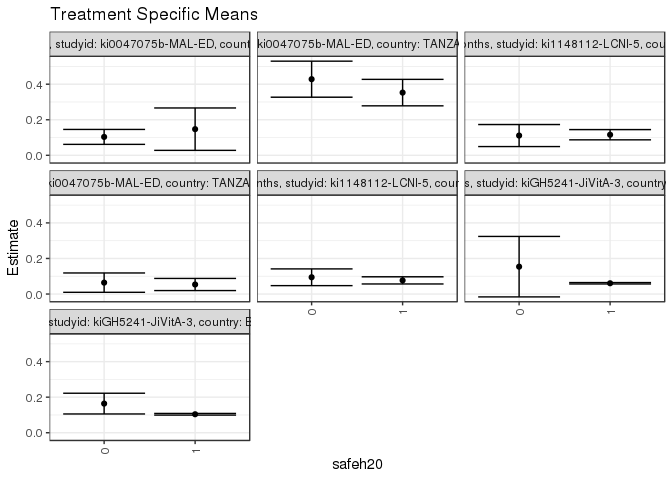 Treatment Specific Means
, studyid: ki0047075b-MAL-ED, count
ki0047075b-MAL-ED, country: TANZA
onths, studyid: ki1148112-LCNI-5, cou
0.4
0.2
0.0
ki0047075b-MAL-ED, country: TANZA
nths, studyid: ki1148112-LCNI-5, coun
s, studyid: kiGH5241-JiVitA-3, country
0.4
0.2
0.0
0
1
0
1
studyid: kiGH5241-JiVitA-3, country: B
0.4
0.2
0.0
0
1
Estimate
safeh20